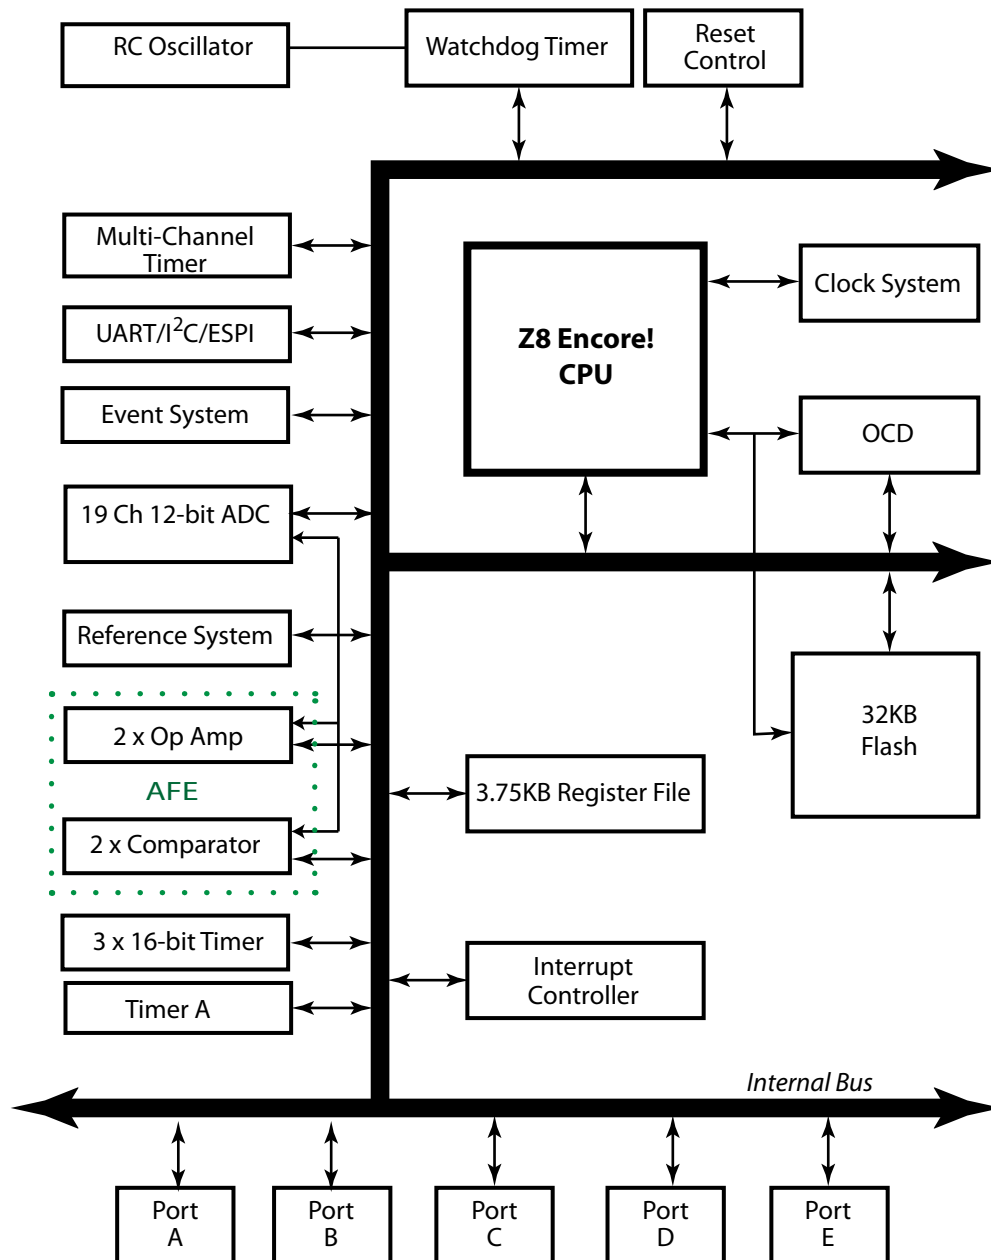 RC Oscillator
Watchdog Timer
Reset
Control
Multi-Channel
Timer
UART/I²C/ESPI
Event System
19 Ch 12-bit ADC
Reference System
2 x Op Amp
AFE
2 x Comparator
3 x 16-bit Timer
Timer A
Z8 Encore!
CPU
Clock System
OCD
32KB
Flash
3.75KB Register File
Interrupt
Controller
Internal Bus
Port
A
Port
B
Port
C
Port
D
Port
E